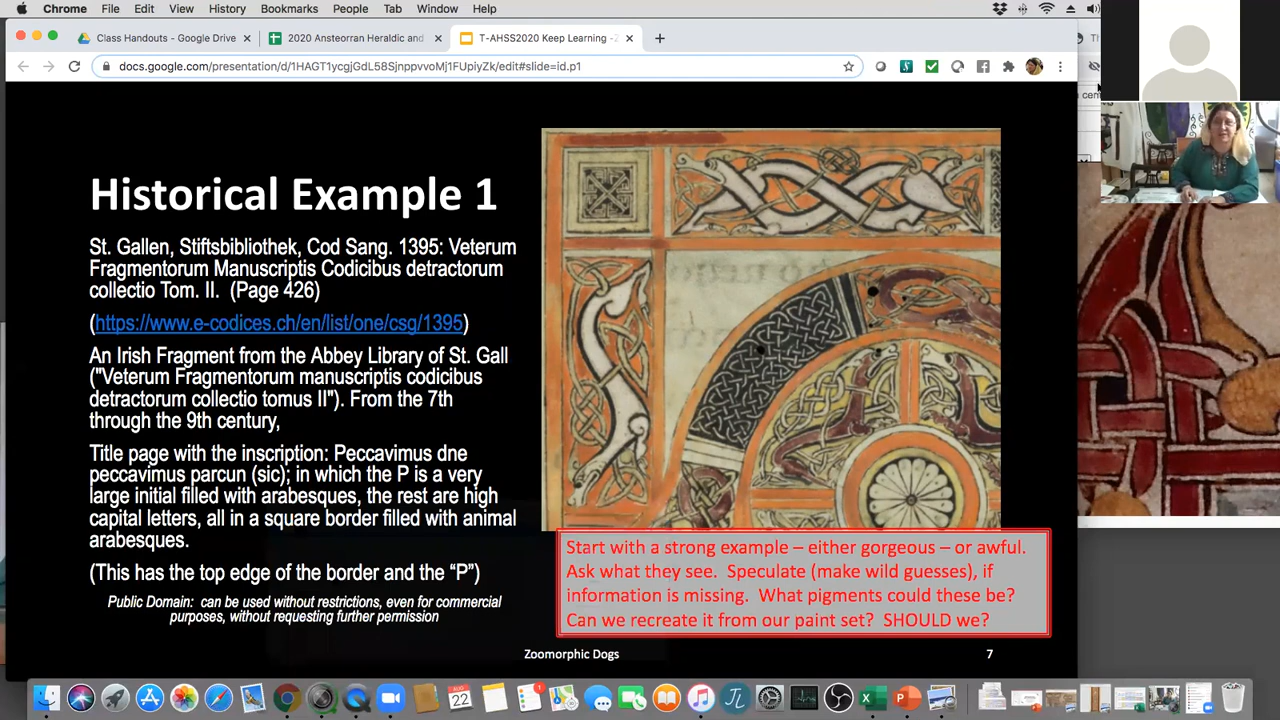 Chrome File Edit View History Bookmarks People Tab Window Help
Class Handouts - Google Drive
2020 Ansteorran Heraldic and
T-AHSS2020 Keep Learning -
docs.google.com/presentation/d/1HAGT1ycgjGdL58SjnppvvoMj1FUpiyZk/edit#slide=id.p1
Historical Example 1
St. Gallen, Stiftsbibliothek, Cod Sang. 1395: Veterum
Fragmentorum Manuscriptis Codicibus detractorum
collectio Tom. II. (Page 426)
(https://www.e-codices.ch/en/list/one/csg/1395)
An Irish Fragment from the Abbey Library of St. Gall
("Veterum Fragmentorum manuscriptis codicibus
detractorum collectio tomus II"). From the 7th
through the 9th century,
Title page with the inscription: Peccavimus dne
peccavimus parcun (sic); in which the P is a very
large initial filled with arabesques, the rest are high
capital letters, all in a square border filled with animal
arabesques.
(This has the top edge of the border and the “P”)
Public Domain: can be used without restrictions, even for commercial
purposes, without requesting further permission
Start with a strong example – either gorgeous – or awful.
Ask what they see. Speculate (make wild guesses), if
information is missing. What pigments could these be?
Can we recreate it from our paint set? SHOULD we?
Zoomorphic Dogs
7
AUG
22
1